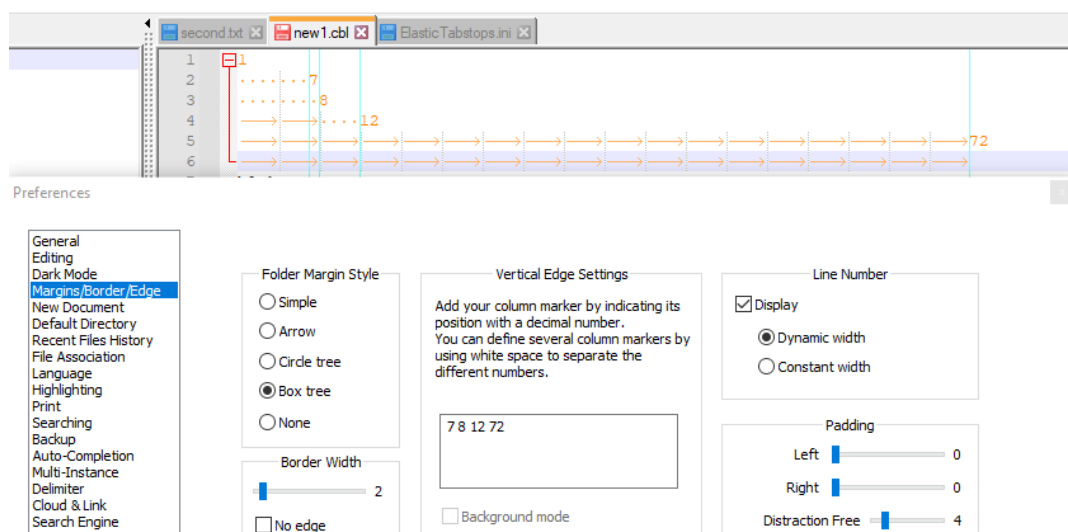 second.txt new1.cbl ElasticTabstops.ini
1 1
2 .......7
3 ........8
4 ....12
5 72
6
Preferences
General
Editing
Dark Mode
Margins/Border/Edge
New Document
Default Directory
Recent Files History
File Association
Language
Highlighting
Print
Searching
Backup
Auto-Completion
Multi-Instance
Delimiter
Cloud & Link
Search Engine
Folder Margin Style
Simple
Arrow
Circle tree
Box tree
None
Border Width
2
No edge
Vertical Edge Settings
Add your column marker by indicating its
position with a decimal number.
You can define several column markers by
using white space to separate the
different numbers.
7 8 12 72
Background mode
Line Number
Display
Dynamic width
Constant width
Padding
Left 0
Right 0
Distraction Free 4